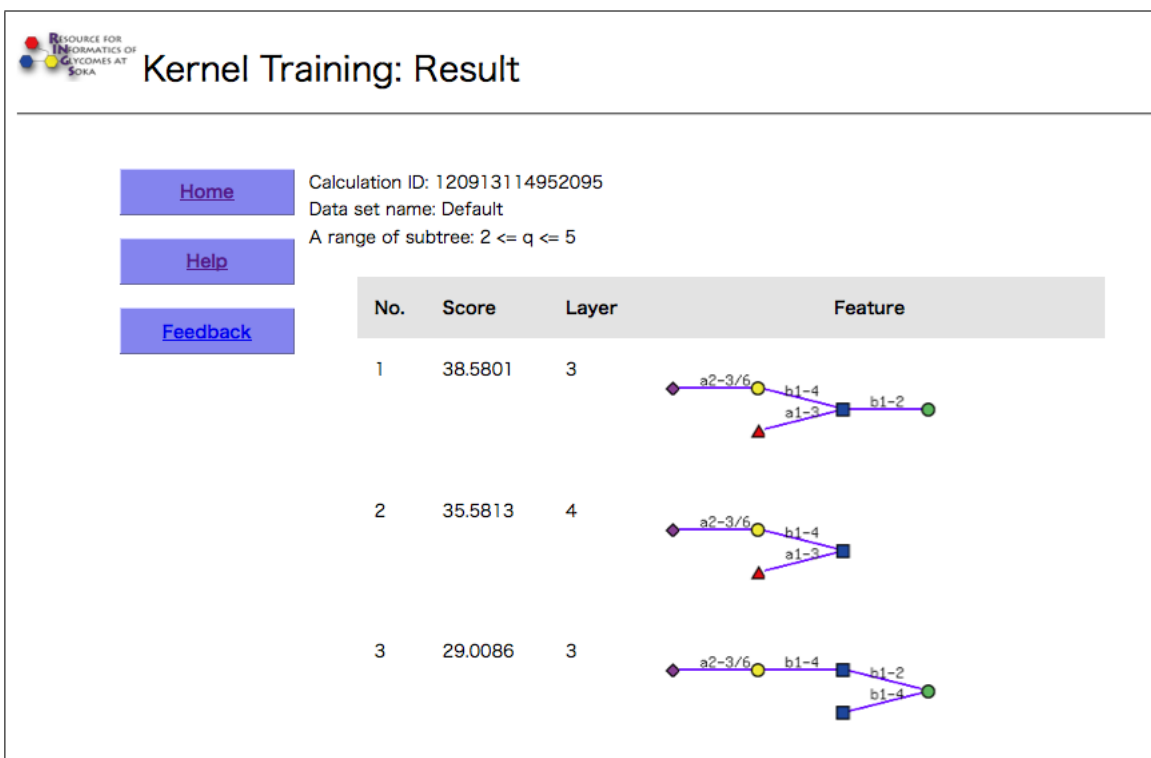 RESOURCE FOR
INFORMATICS OF
GLYCOMES AT
SOKA
Kernel Training: Result
Home
Help
Feedback
Calculation ID: 120913114952095
Data set name: Default
A range of subtree: 2 <= q <= 5
No. Score Layer Feature
1 38.5801 3
a2-3/6 b1-4
a1-3 b1-2
2 35.5813 4
a2-3/6 b1-4
a1-3
3 29.0086 3
a2-3/6 b1-4 b1-2
b1-4